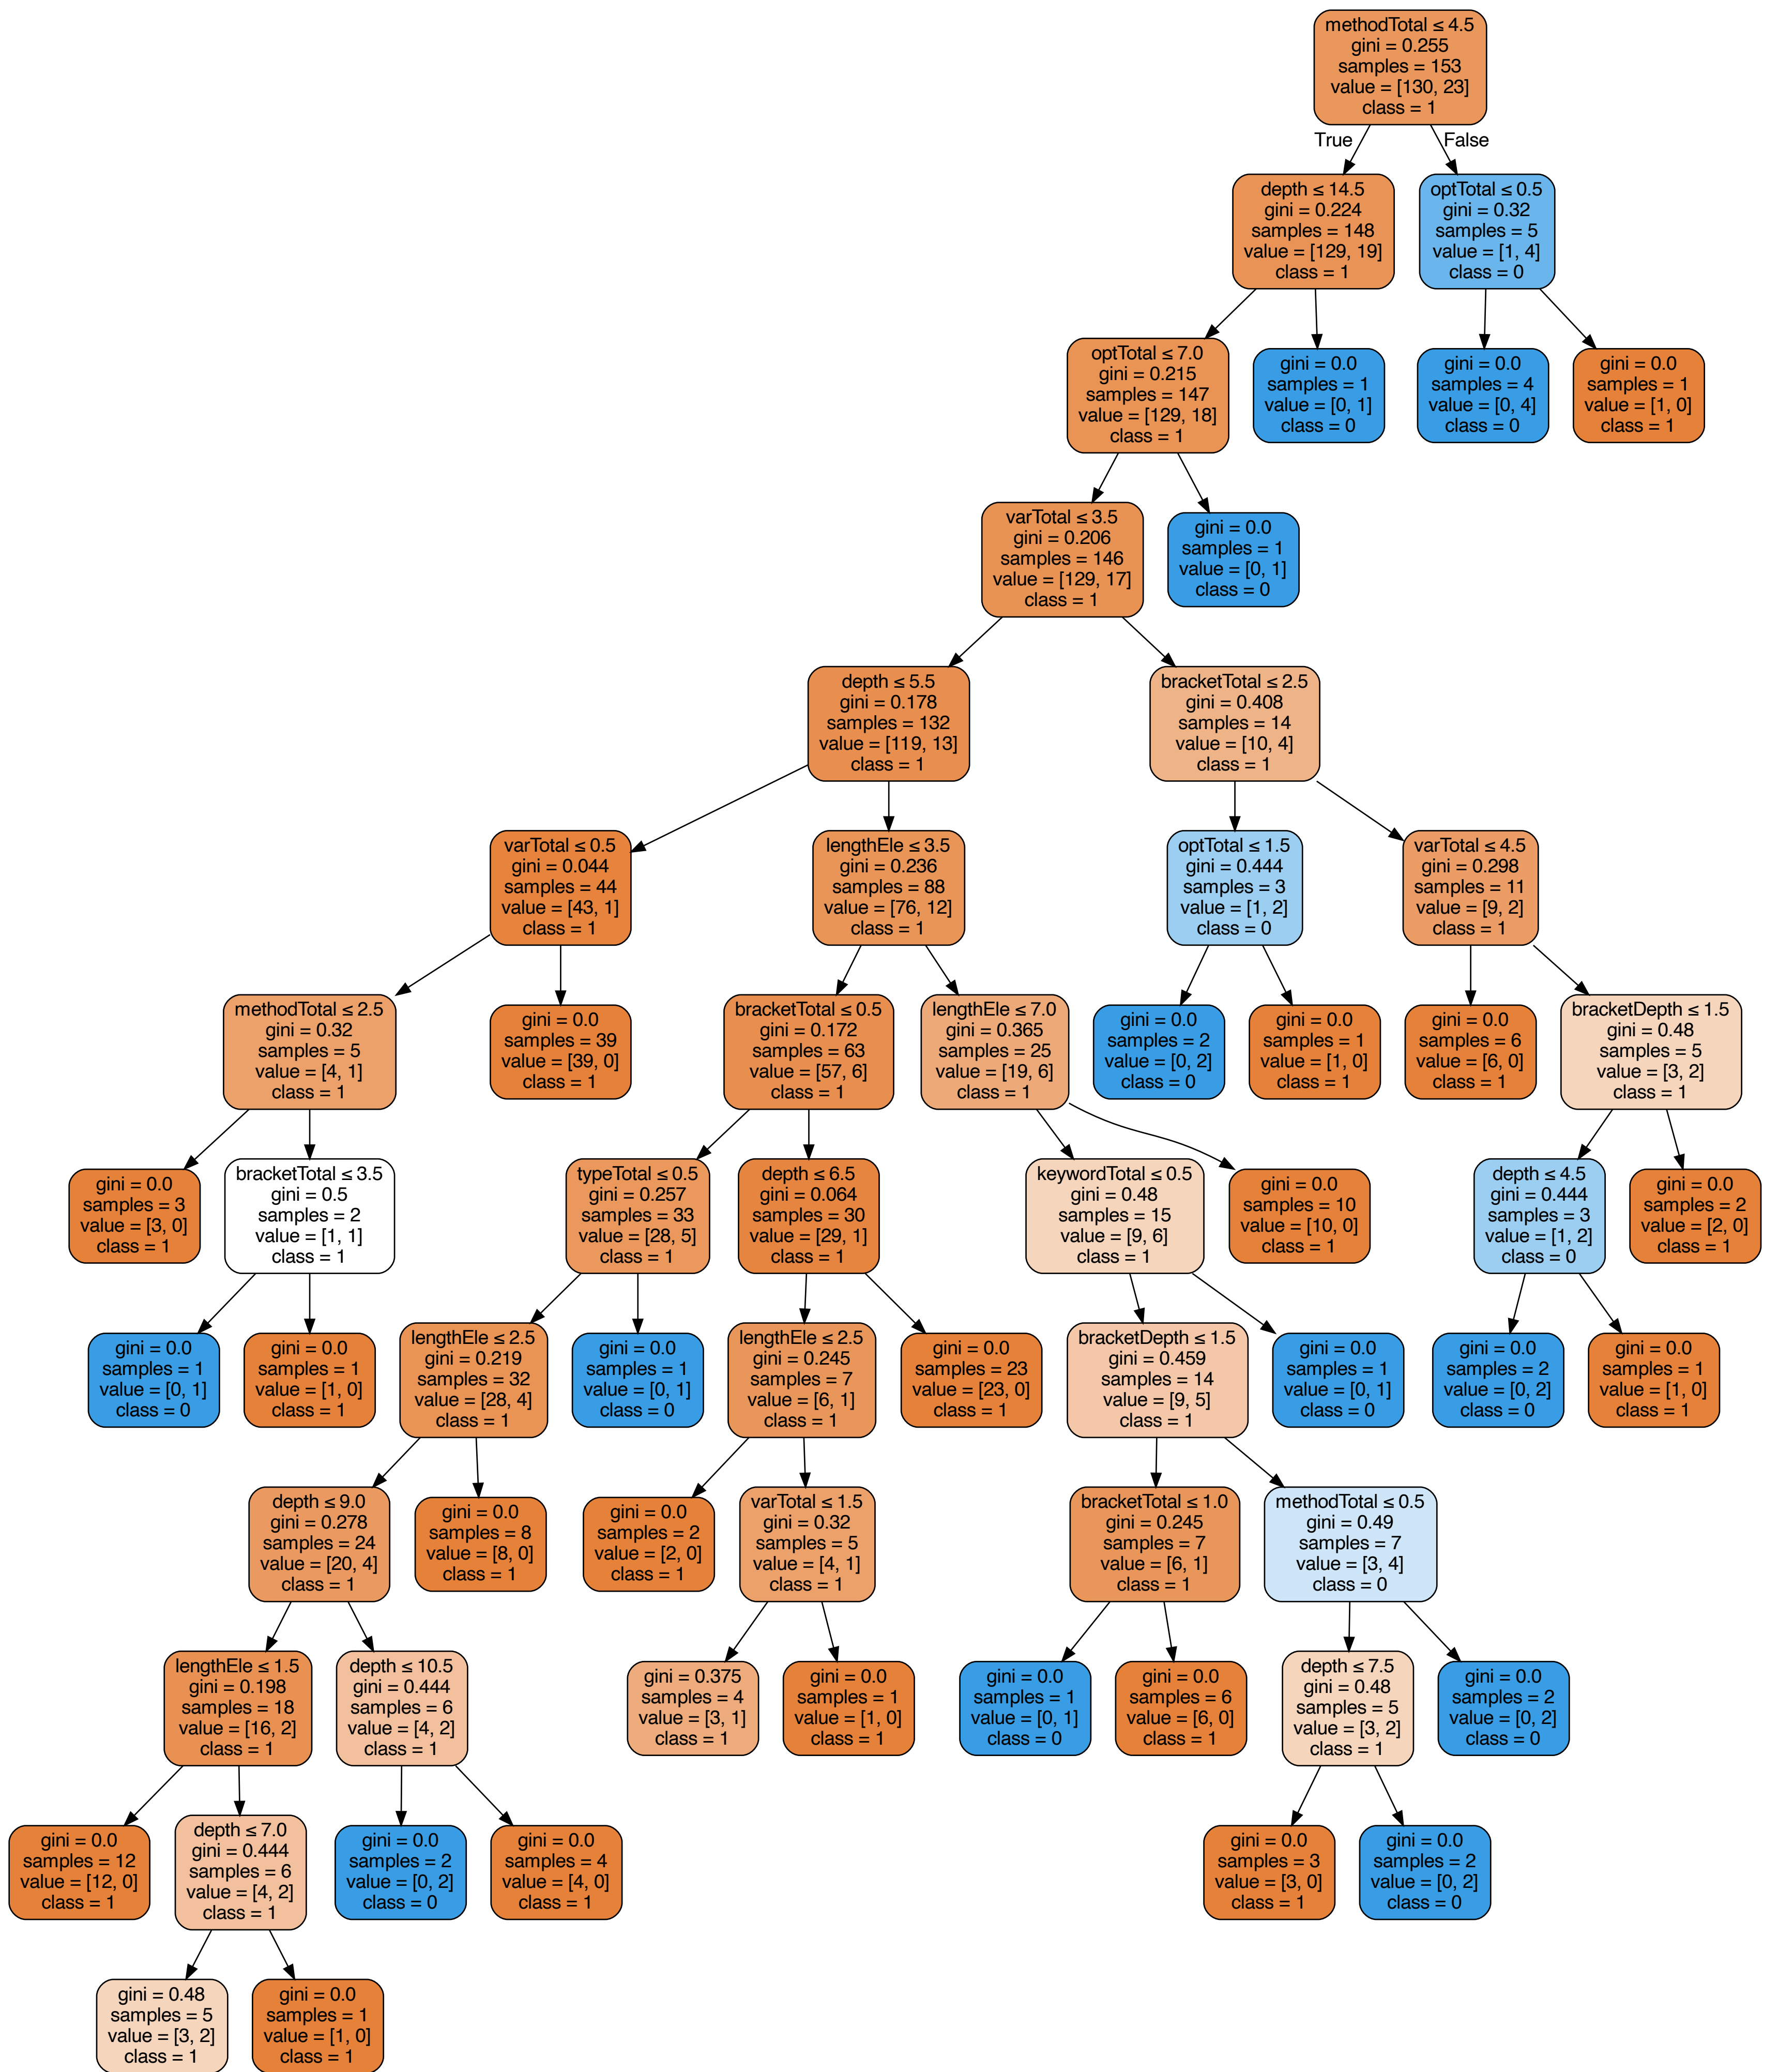 methodTotal ≤ 4.5
gini = 0.255
samples = 153
value = [130, 23]
class = 1
True
False
depth ≤ 14.5
gini = 0.224
samples = 148
value = [129, 19]
class = 1
optTotal ≤ 0.5
gini = 0.32
samples = 5
value = [1, 4]
class = 0
optTotal ≤ 7.0
gini = 0.215
samples = 147
value = [129, 18]
class = 1
gini = 0.0
samples = 1
value = [0, 1]
class = 0
gini = 0.0
samples = 4
value = [0, 4]
class = 0
gini = 0.0
samples = 1
value = [1, 0]
class = 1
varTotal ≤ 3.5
gini = 0.206
samples = 146
value = [129, 17]
class = 1
gini = 0.0
samples = 1
value = [0, 1]
class = 0
depth ≤ 5.5
gini = 0.178
samples = 132
value = [119, 13]
class = 1
bracketTotal ≤ 2.5
gini = 0.408
samples = 14
value = [10, 4]
class = 1
varTotal ≤ 0.5
gini = 0.044
samples = 44
value = [43, 1]
class = 1
lengthEle ≤ 3.5
gini = 0.236
samples = 88
value = [76, 12]
class = 1
optTotal ≤ 1.5
gini = 0.444
samples = 3
value = [1, 2]
class = 0
varTotal ≤ 4.5
gini = 0.298
samples = 11
value = [9, 2]
class = 1
methodTotal ≤ 2.5
gini = 0.32
samples = 5
value = [4, 1]
class = 1
gini = 0.0
samples = 39
value = [39, 0]
class = 1
bracketTotal ≤ 0.5
gini = 0.172
samples = 63
value = [57, 6]
class = 1
lengthEle ≤ 7.0
gini = 0.365
samples = 25
value = [19, 6]
class = 1
gini = 0.0
samples = 2
value = [0, 2]
class = 0
gini = 0.0
samples = 1
value = [1, 0]
class = 1
gini = 0.0
samples = 6
value = [6, 0]
class = 1
bracketDepth ≤ 1.5
gini = 0.48
samples = 5
value = [3, 2]
class = 1
gini = 0.0
samples = 3
value = [3, 0]
class = 1
bracketTotal ≤ 3.5
gini = 0.5
samples = 2
value = [1, 1]
class = 1
typeTotal ≤ 0.5
gini = 0.257
samples = 33
value = [28, 5]
class = 1
depth ≤ 6.5
gini = 0.064
samples = 30
value = [29, 1]
class = 1
keywordTotal ≤ 0.5
gini = 0.48
samples = 15
value = [9, 6]
class = 1
gini = 0.0
samples = 10
value = [10, 0]
class = 1
depth ≤ 4.5
gini = 0.444
samples = 3
value = [1, 2]
class = 0
gini = 0.0
samples = 2
value = [2, 0]
class = 1
gini = 0.0
samples = 1
value = [0, 1]
class = 0
gini = 0.0
samples = 1
value = [1, 0]
class = 1
lengthEle ≤ 2.5
gini = 0.219
samples = 32
value = [28, 4]
class = 1
gini = 0.0
samples = 1
value = [0, 1]
class = 0
lengthEle ≤ 2.5
gini = 0.245
samples = 7
value = [6, 1]
class = 1
gini = 0.0
samples = 23
value = [23, 0]
class = 1
bracketDepth ≤ 1.5
gini = 0.459
samples = 14
value = [9, 5]
class = 1
gini = 0.0
samples = 1
value = [0, 1]
class = 0
gini = 0.0
samples = 2
value = [0, 2]
class = 0
gini = 0.0
samples = 1
value = [1, 0]
class = 1
depth ≤ 9.0
gini = 0.278
samples = 24
value = [20, 4]
class = 1
gini = 0.0
samples = 8
value = [8, 0]
class = 1
gini = 0.0
samples = 2
value = [2, 0]
class = 1
varTotal ≤ 1.5
gini = 0.32
samples = 5
value = [4, 1]
class = 1
bracketTotal ≤ 1.0
gini = 0.245
samples = 7
value = [6, 1]
class = 1
methodTotal ≤ 0.5
gini = 0.49
samples = 7
value = [3, 4]
class = 0
lengthEle ≤ 1.5
gini = 0.198
samples = 18
value = [16, 2]
class = 1
depth ≤ 10.5
gini = 0.444
samples = 6
value = [4, 2]
class = 1
gini = 0.375
samples = 4
value = [3, 1]
class = 1
gini = 0.0
samples = 1
value = [1, 0]
class = 1
gini = 0.0
samples = 1
value = [0, 1]
class = 0
gini = 0.0
samples = 6
value = [6, 0]
class = 1
depth ≤ 7.5
gini = 0.48
samples = 5
value = [3, 2]
class = 1
gini = 0.0
samples = 2
value = [0, 2]
class = 0
gini = 0.0
samples = 12
value = [12, 0]
class = 1
depth ≤ 7.0
gini = 0.444
samples = 6
value = [4, 2]
class = 1
gini = 0.0
samples = 2
value = [0, 2]
class = 0
gini = 0.0
samples = 4
value = [4, 0]
class = 1
gini = 0.0
samples = 3
value = [3, 0]
class = 1
gini = 0.0
samples = 2
value = [0, 2]
class = 0
gini = 0.48
samples = 5
value = [3, 2]
class = 1
gini = 0.0
samples = 1
value = [1, 0]
class = 1